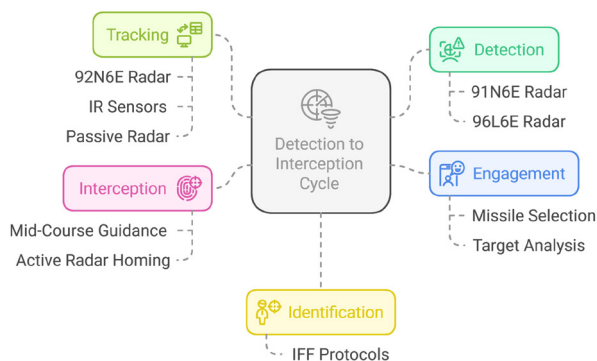 Tracking
92N6E Radar
IR Sensors
Passive Radar
Interception
Mid-Course Guidance
Active Radar Homing
Detection to
Interception
Cycle
Detection
91N6E Radar
96L6E Radar
Engagement
Missile Selection
Target Analysis
Identification
IFF Protocols